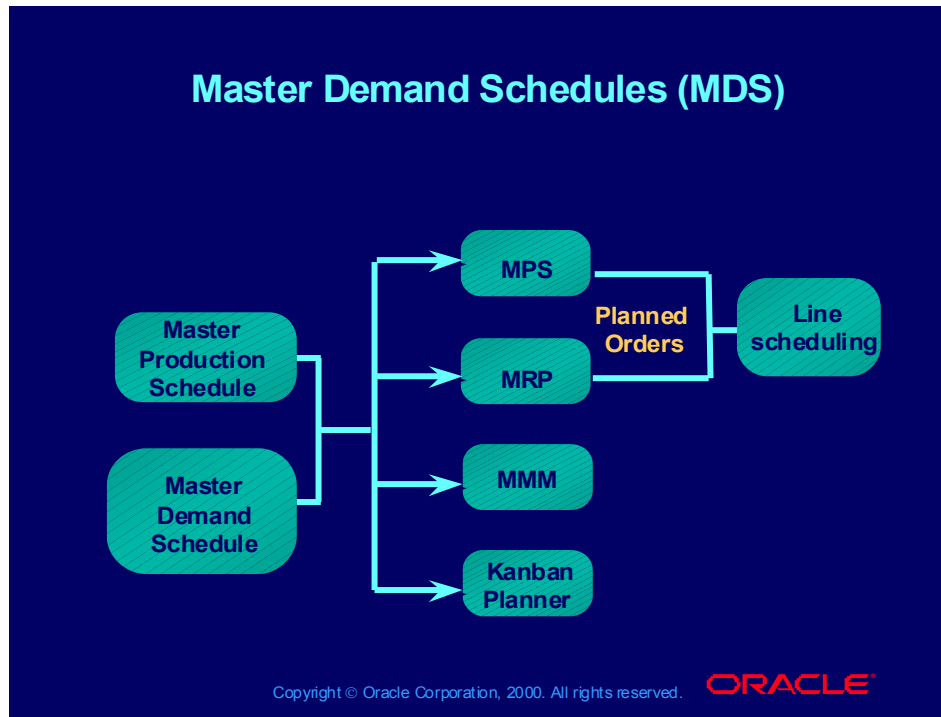 Master Demand Schedules (MDS)
Master
Production
Schedule
Master
Demand
Schedule
MPS
MRP
MMM
Kanban
Planner
Planned
Orders
Line
scheduling
Copyright © Oracle Corporation, 2000. All rights reserved.
ORACLE®